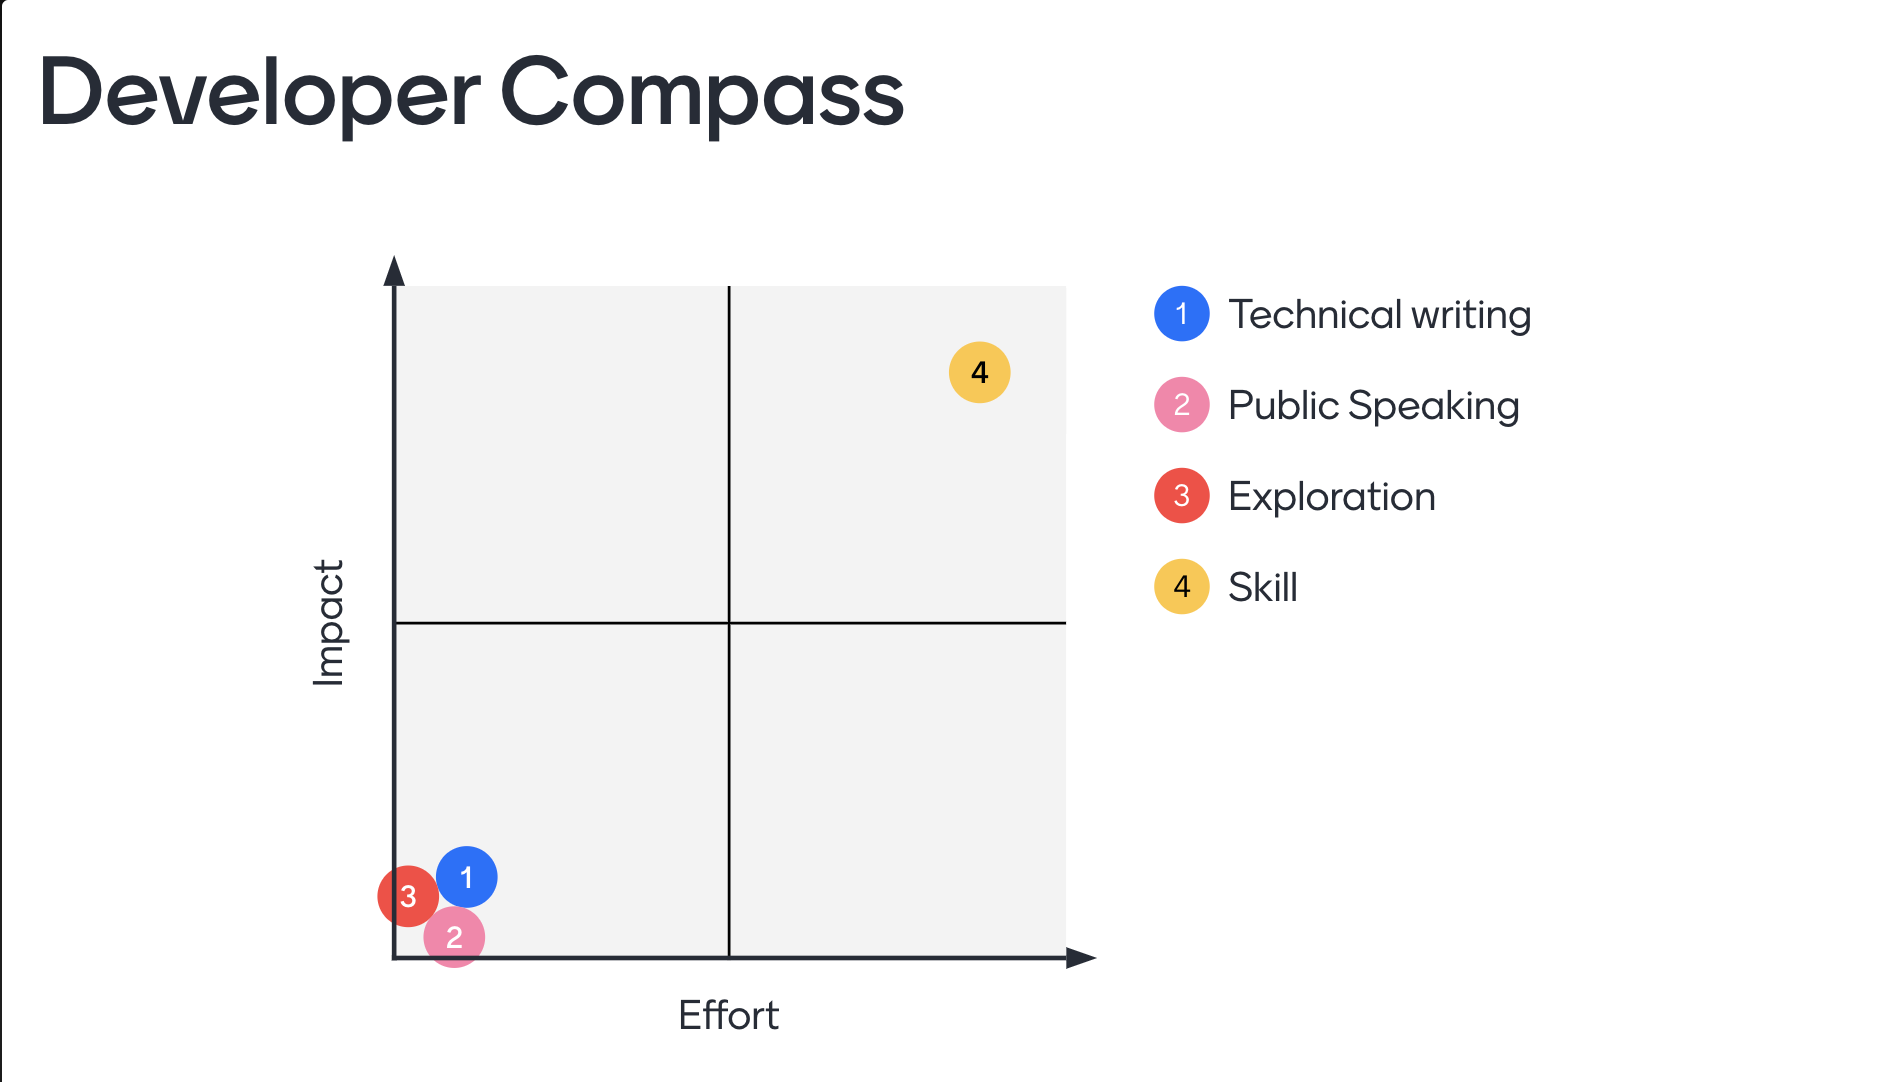 Developer Compass
1 Technical writing
2 Public Speaking
3 Exploration
4 Skill
4
Impact
1
3
2
Effort